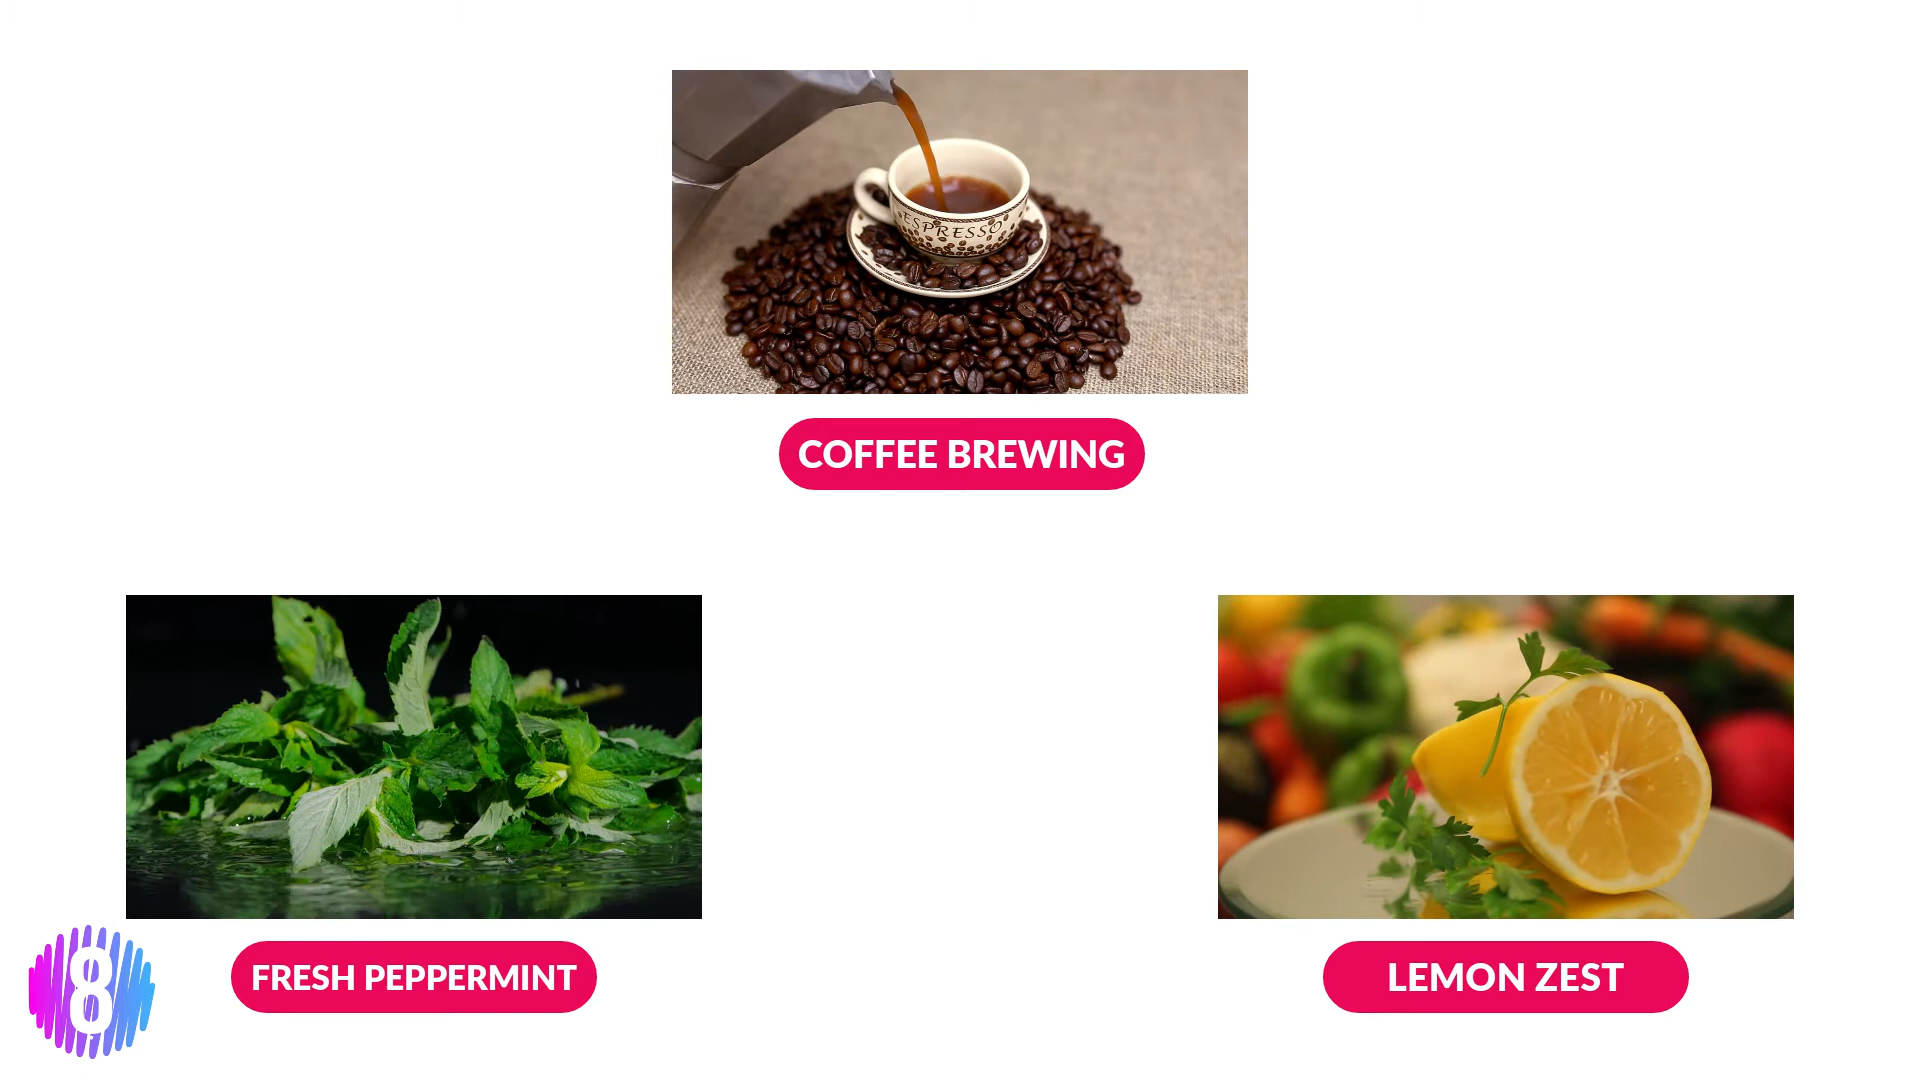 ESPRESSO
COFFEE BREWING
FRESH PEPPERMINT
LEMON ZEST
8